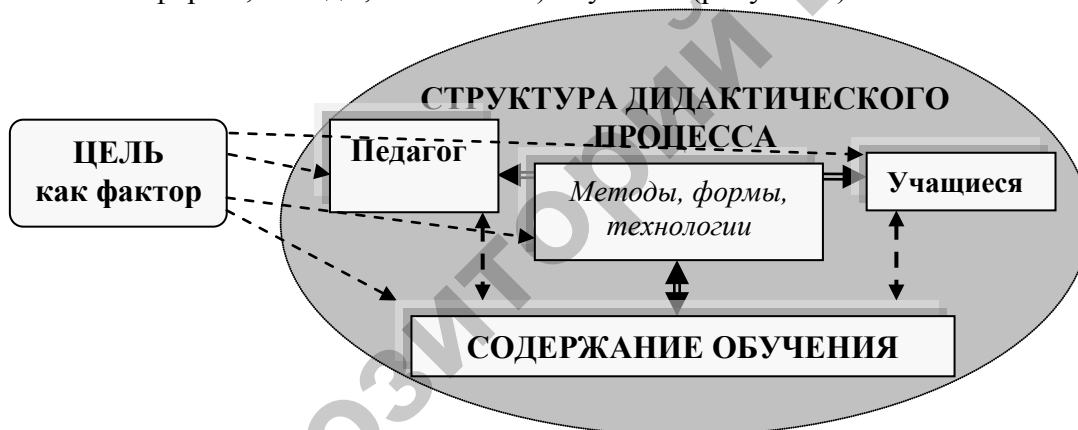 СТРУКТУРА ДИДАКТИЧЕСКОГО
ПРОЦЕССА
ЦЕЛЬ
как фактор
Педагог
Методы, формы,
технологии
Учащиеся
СОДЕРЖАНИЕ ОБУЧЕНИЯ